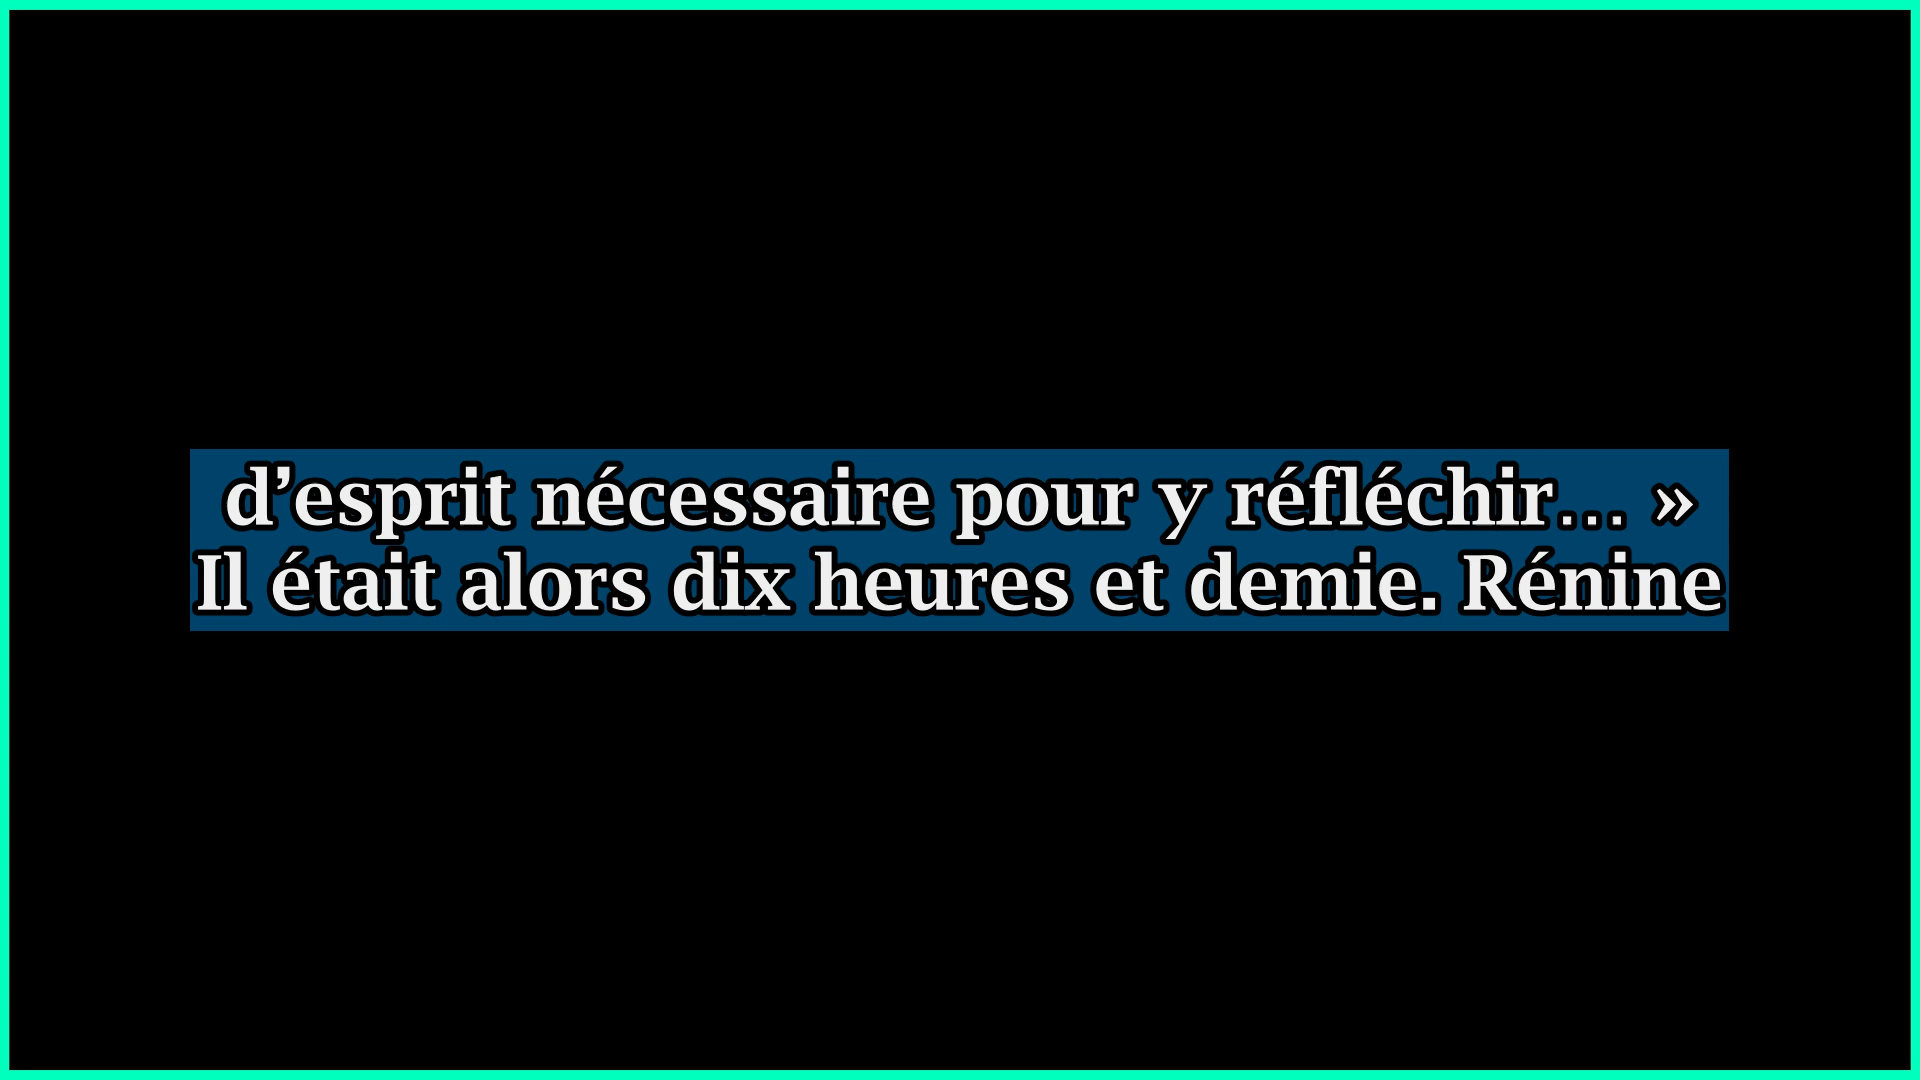 d’esprit nécessaire pour y réfléchir… »
Il était alors dix heures et demie. Rénine